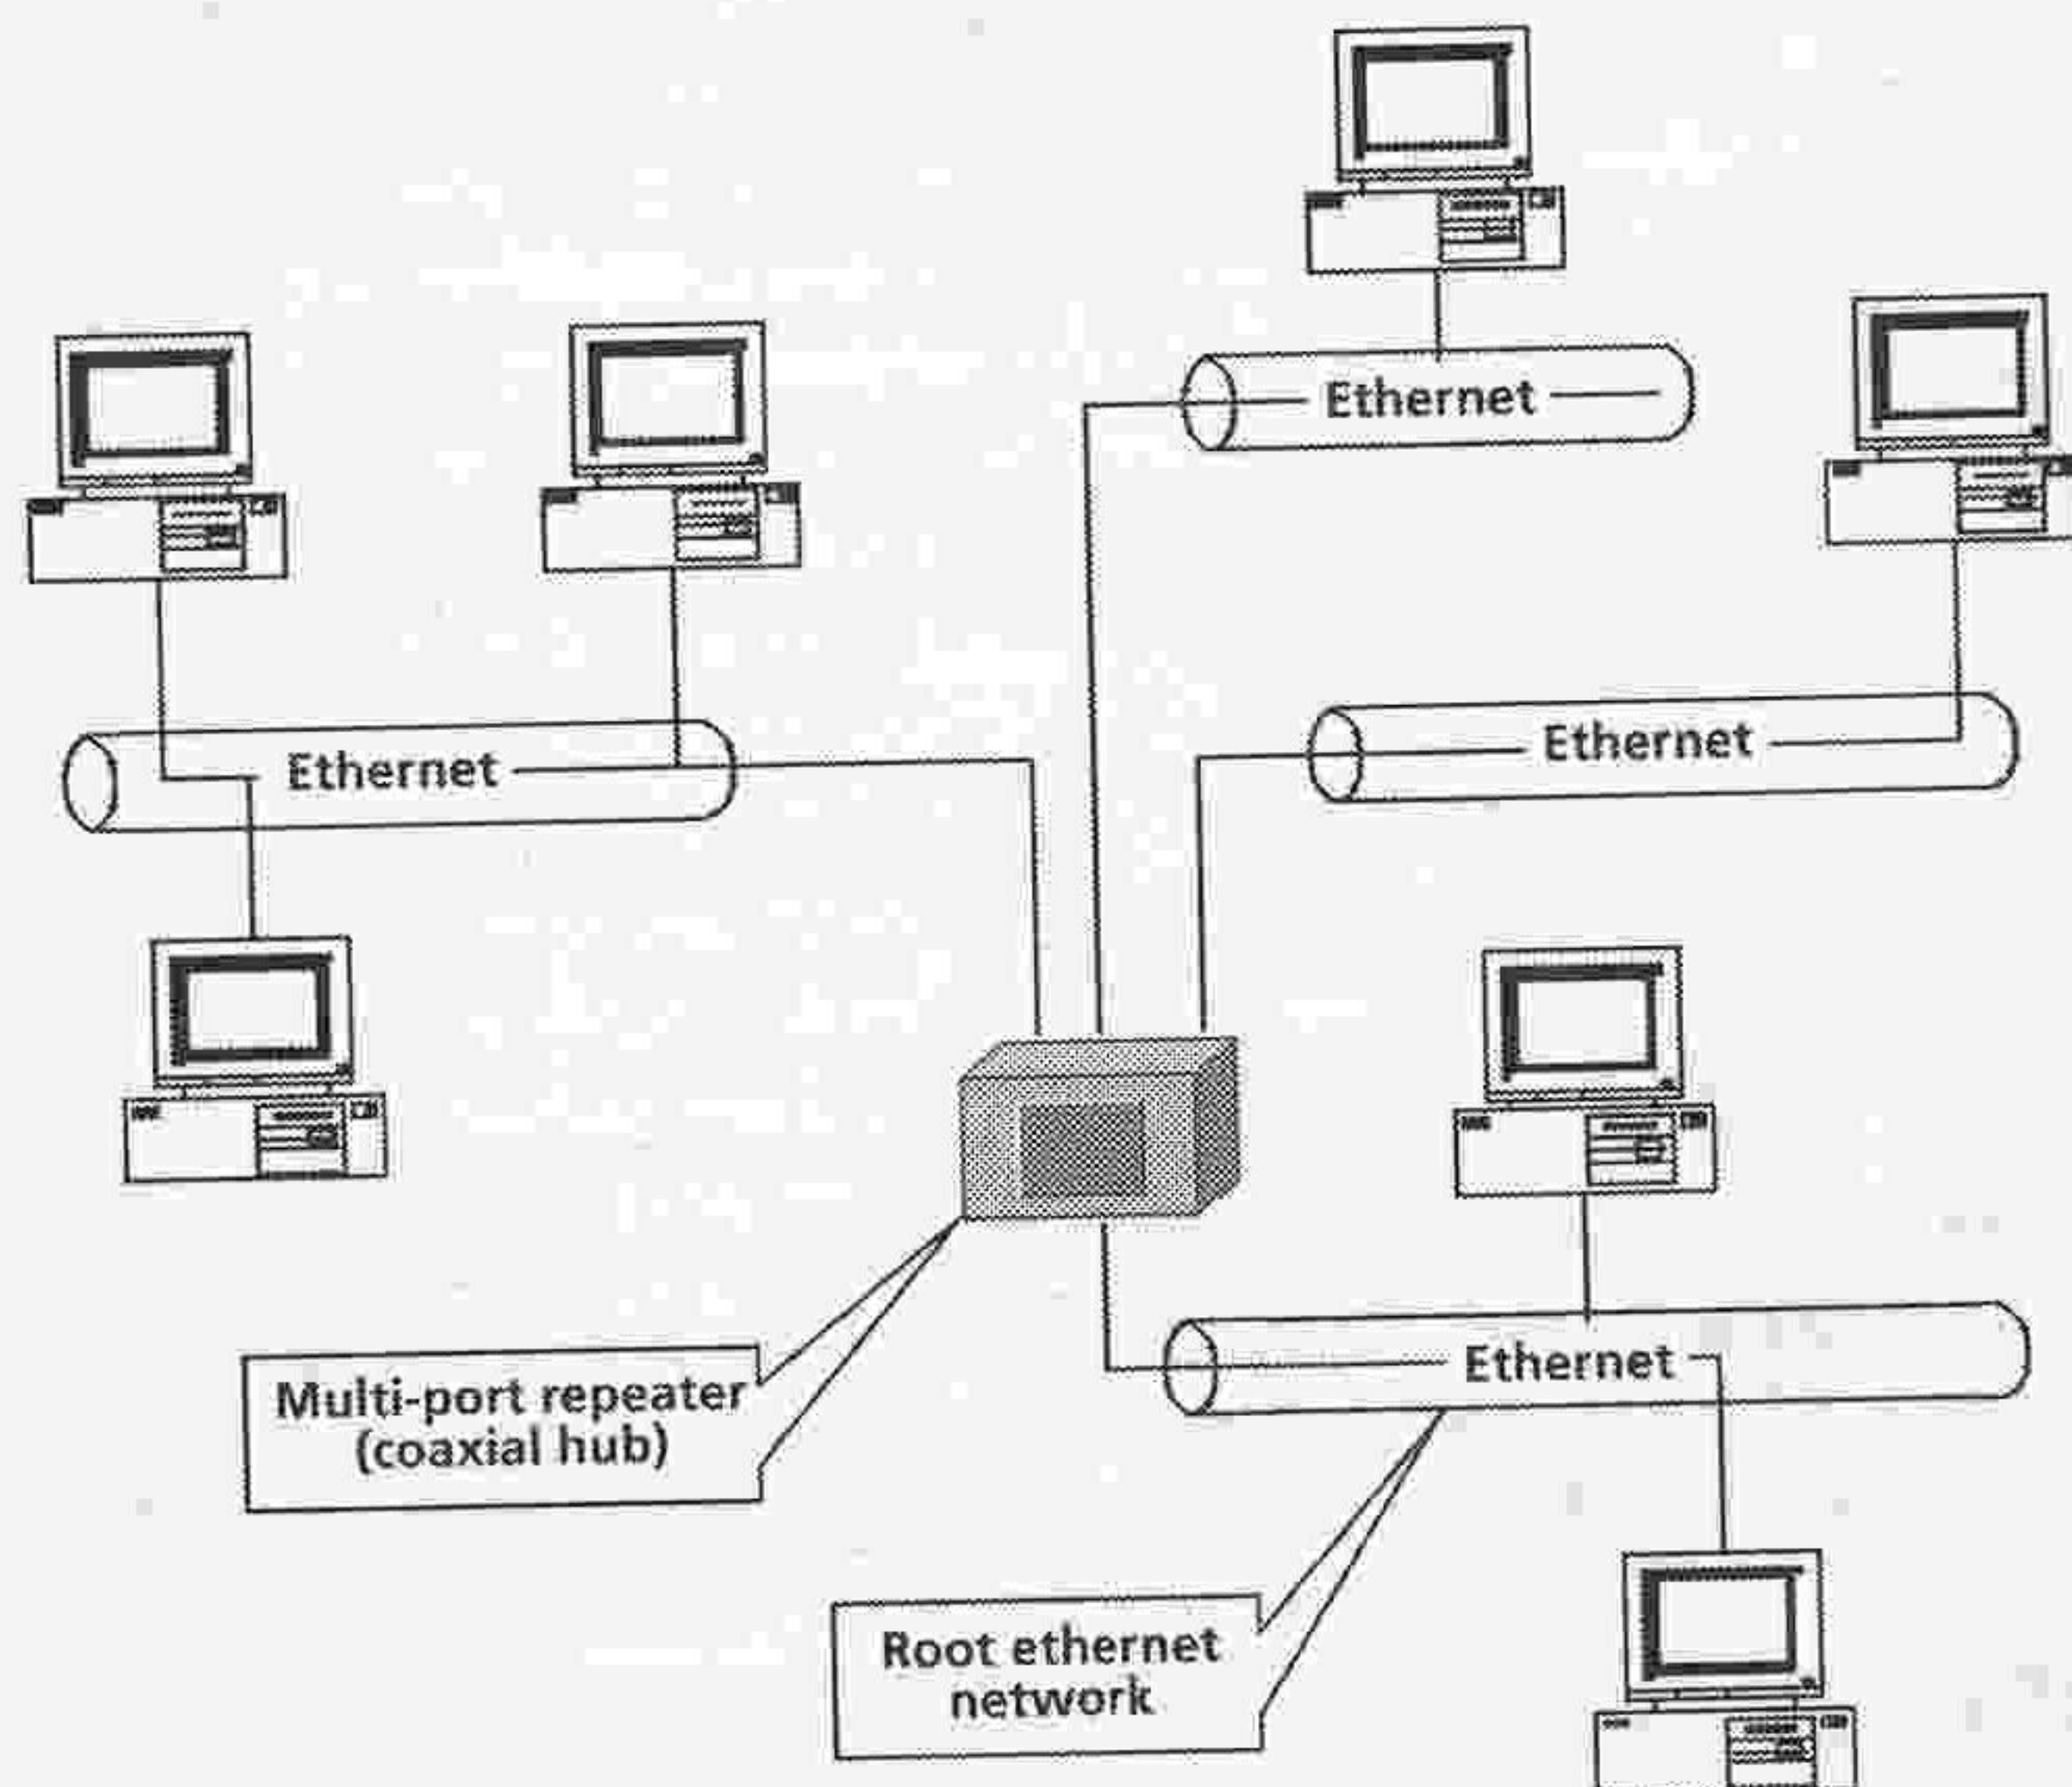 Ethernet
Ethernet
Ethernet
Multi-port repeater
(coaxial hub)
Ethernet
Root ethernet
network